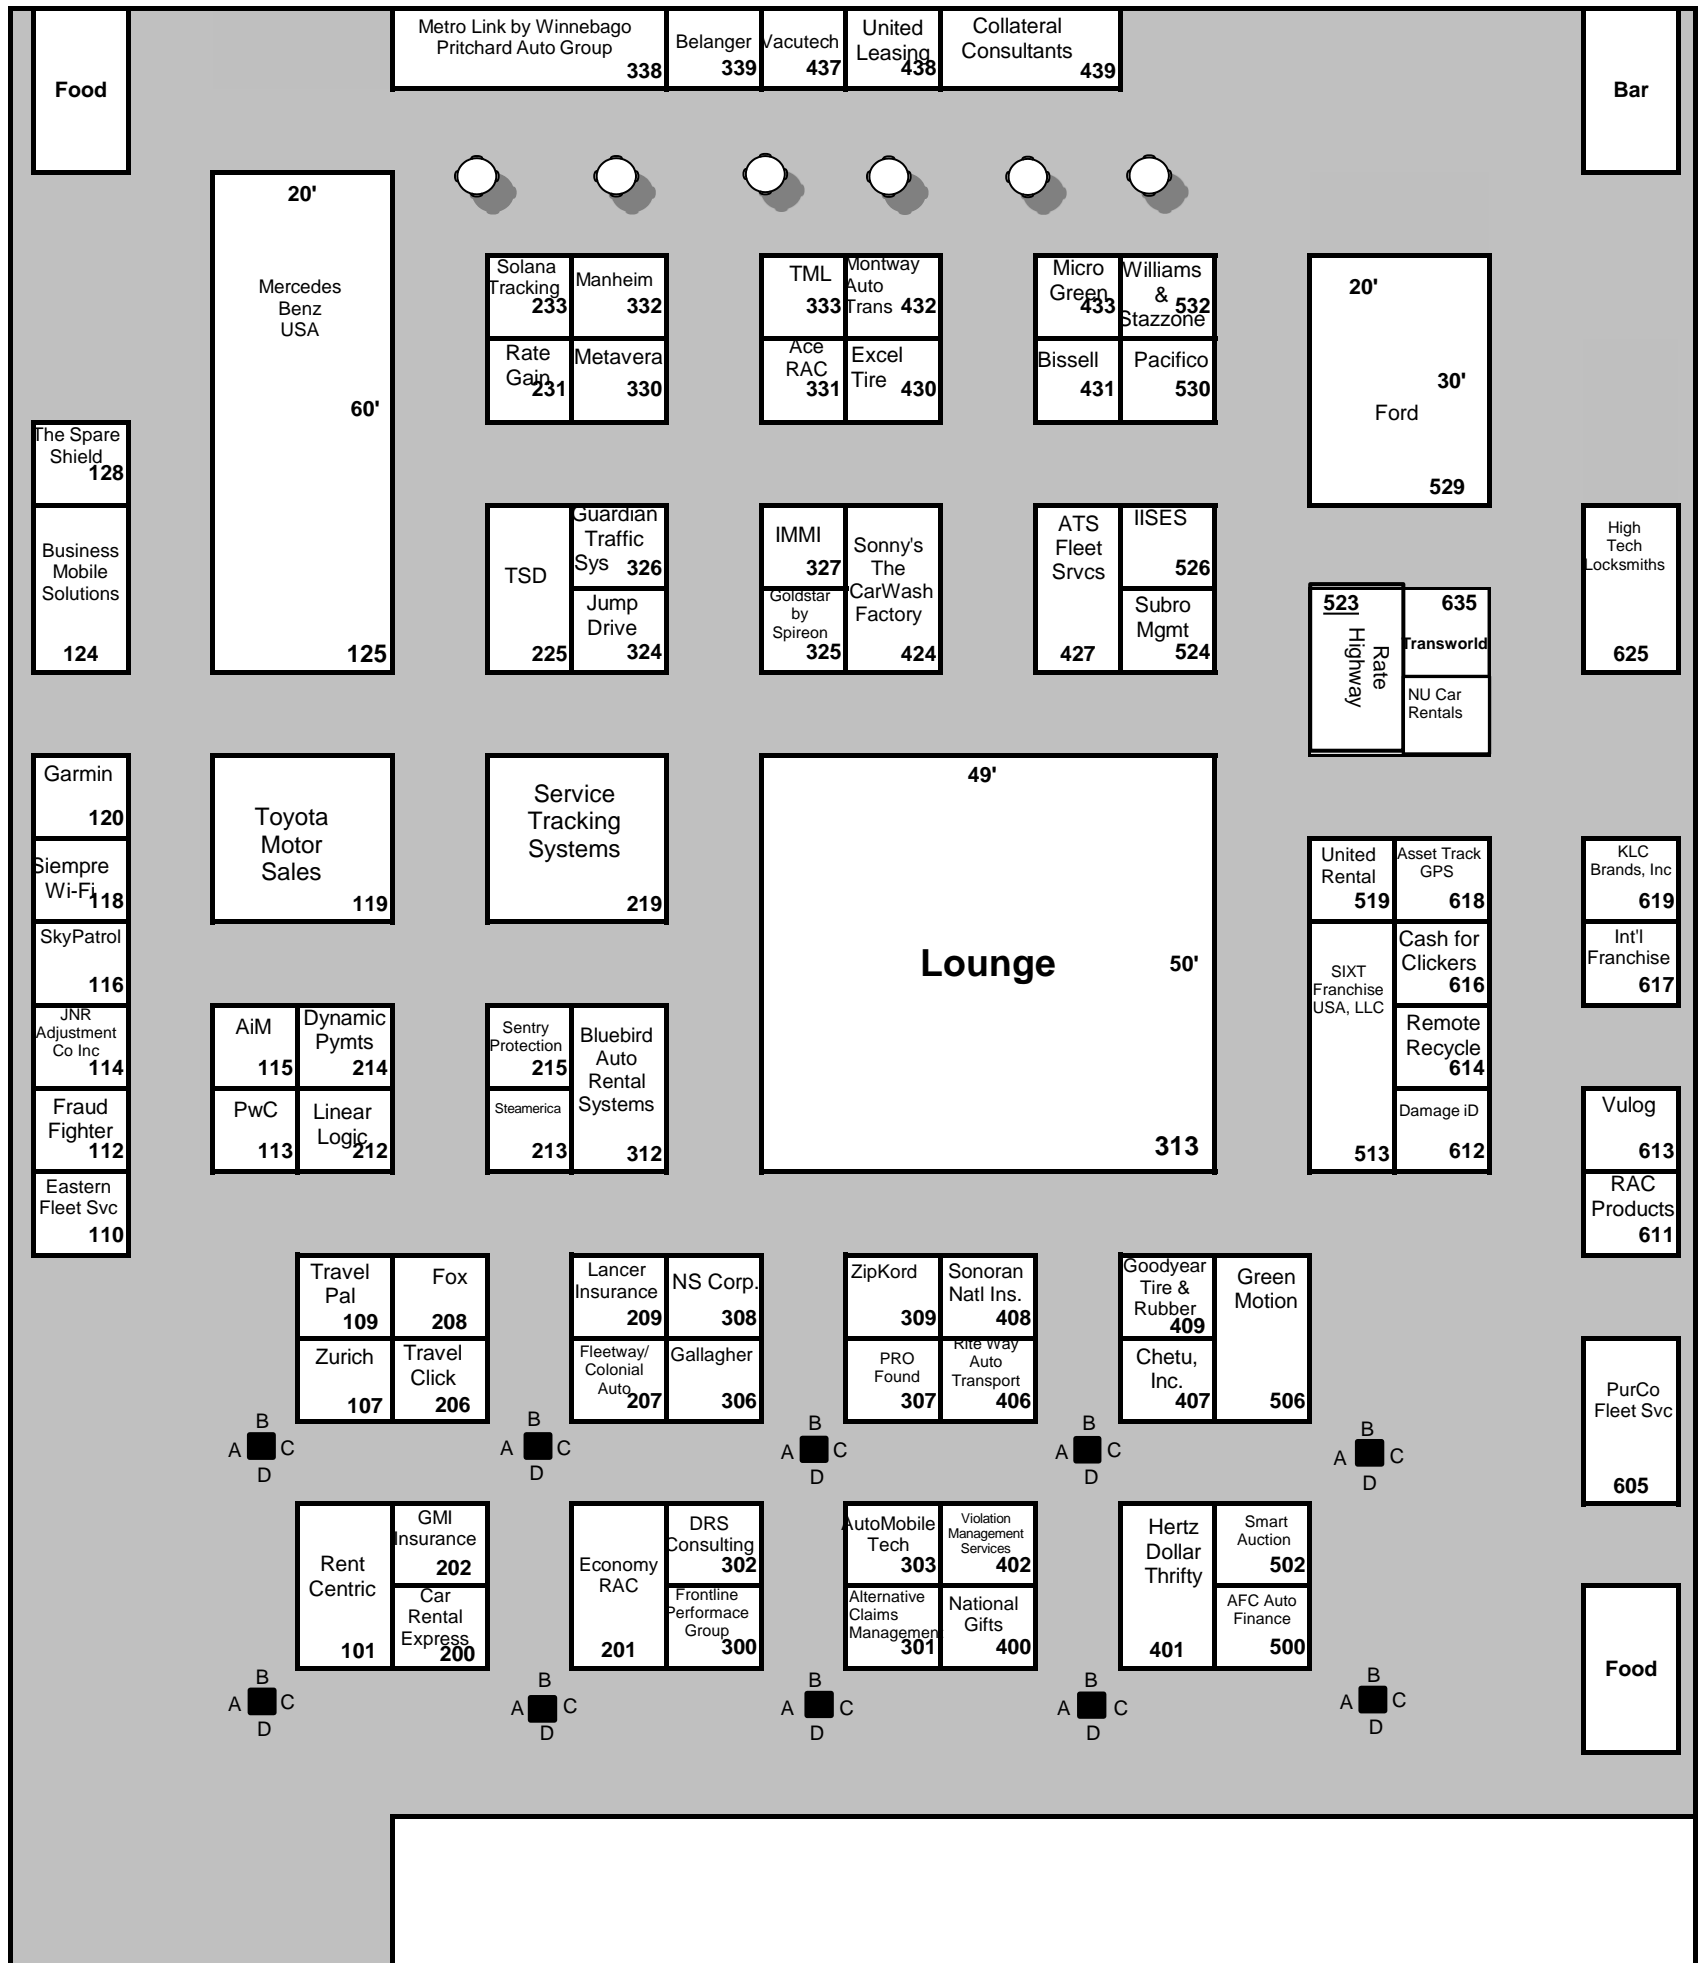 Food
Metro Link by Winnebago
Pritchard Auto Group
338
Belanger
339
Vacutech
437
United
Leasing
438
Collateral
Consultants
439
Bar
20'
Mercedes
Benz
USA
60'
125
Solana
Tracking
233
Manheim
332
Rate
Gain
231
Metavera
330
TML
333
Montway
Auto
Trans 432
Ace
RAC
331
Excel
Tire
430
Micro
Green
433
Williams
&
Stazzone
532
Bissell
431
Pacifico
530
20'
30'
Ford
529
The Spare
Shield
128
Business
Mobile
Solutions
124
TSD
225
Guardian
Traffic
Sys 326
Jump
Drive
324
IMMI
327
Goldstar
by
Spireon
325
Sonny's
The
CarWash
Factory
424
ATS
Fleet
Srvcs
427
IISES
526
Subro
Mgmt
524
523
Rate
Highway
635
Transworld
NU Car
Rentals
High
Tech
Locksmiths
625
Garmin
120
Siempre
Wi-Fi
118
SkyPatrol
116
JNR
Adjustment
Co Inc
114
Fraud
Fighter
112
Eastern
Fleet Svc
110
Toyota
Motor
Sales
119
Service
Tracking
Systems
219
49'
Lounge
50'
313
United
Rental
519
Asset Track
GPS
618
SIXT
Franchise
USA, LLC
513
Cash for
Clickers
616
Remote
Recycle
614
Damage iD
612
KLC
Brands, Inc
619
Int'l
Franchise
617
AiM
115
Dynamic
Pymts
214
PwC
113
Linear
Logic
212
Sentry
Protection
215
Steamerica
213
Bluebird
Auto
Rental
Systems
312
Vulog
613
RAC
Products
611
Travel
Pal
109
Fox
208
Zurich
107
Travel
Click
206
Lancer
Insurance
209
NS Corp.
308
Fleetway/
Colonial
Auto
207
Gallagher
306
ZipKord
309
Sonoran
Natl Ins.
408
PRO
Found
307
Rite Way
Auto
Transport
406
Goodyear
Tire &
Rubber
409
Chetu,
Inc.
407
Green
Motion
506
PurCo
Fleet Svc
605
B
A C
D
B
A C
D
B
A C
D
B
A C
D
B
A C
D
Rent
Centric
101
GMI
Insurance
202
Car
Rental
Express
200
Economy
RAC
201
DRS
Consulting
302
Frontline
Performace
Group
300
AutoMobile
Tech
303
Violation
Management
Services
402
Alternative
Claims
Management
301
National
Gifts
400
Hertz
Dollar
Thrifty
401
Smart
Auction
502
AFC Auto
Finance
500
Food
B
A C
D
B
A C
D
B
A C
D
B
A C
D
B
A C
D